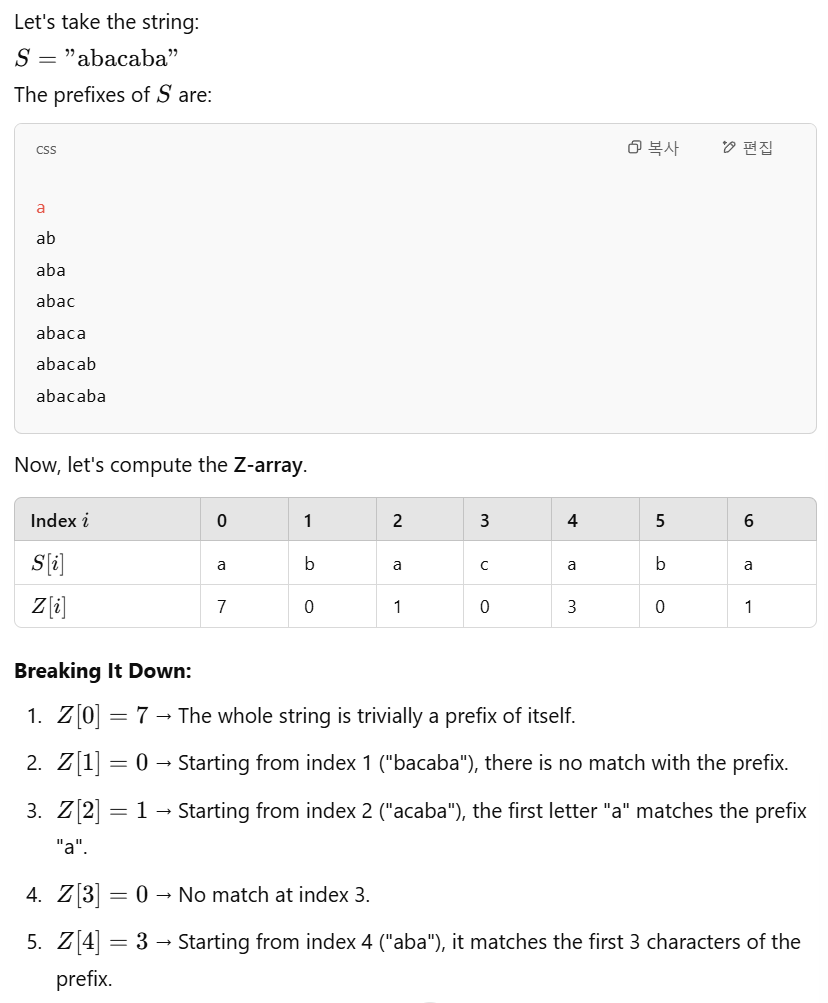 Let's take the string:
S = ”abacaba”
The prefixes of S are:
css 복사 편집
a
ab
aba
abac
abaca
abacab
abacaba
Now, let's compute the Z-array.
Index i 0 1 2 3 4 5 6
S[i] a b a c a b a
Z[i] 7 0 1 0 3 0 1
Breaking It Down:
1. Z[0] = 7 → The whole string is trivially a prefix of itself.
2. Z[1] = 0 → Starting from index 1 ("bacaba"), there is no match with the prefix.
3. Z[2] = 1 → Starting from index 2 ("acaba"), the first letter "a" matches the prefix
"a".
4. Z[3] = 0 → No match at index 3.
5. Z[4] = 3 → Starting from index 4 ("aba"), it matches the first 3 characters of the
prefix.